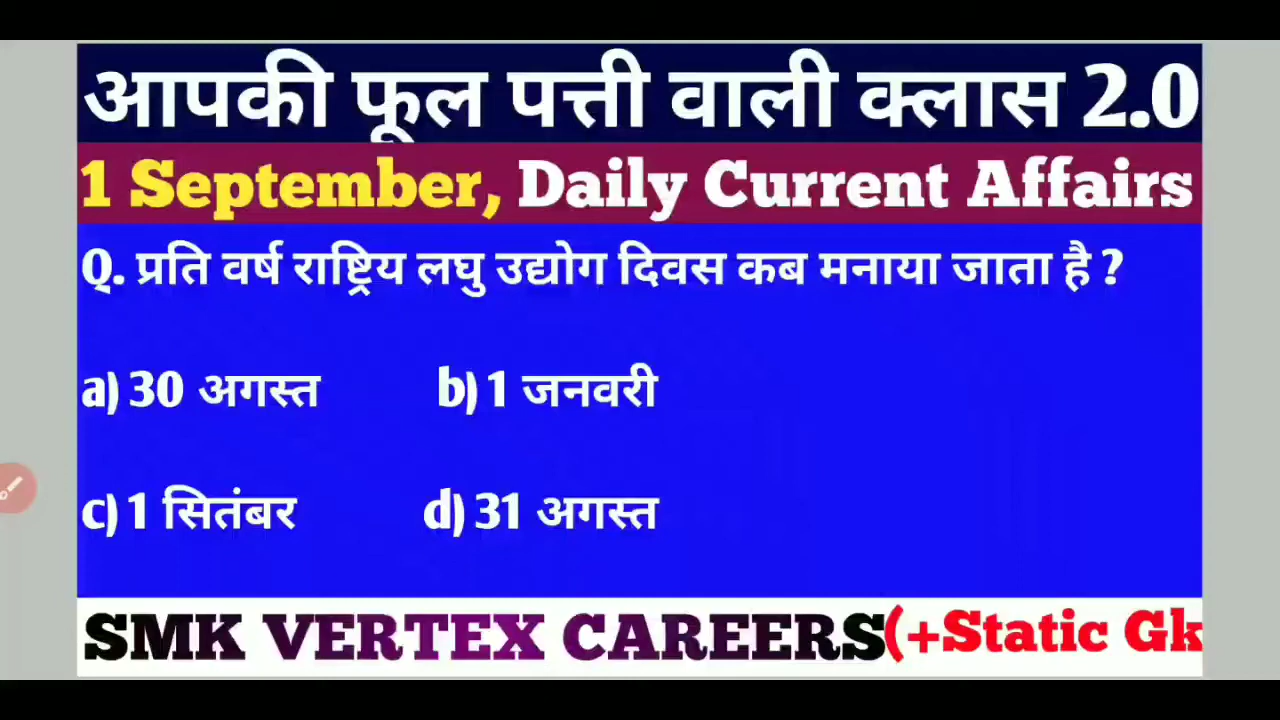 आपकी फूल पत्ती वाली क्लास 2.0
1 September, Daily Current Affairs
Q. प्रति वर्ष राष्ट्रिय लघु उद्योग दिवस कब मनाया जाता है ?
a) 30 अगस्त b) 1 जनवरी
c) 1 सितंबर d) 31 अगस्त
SMK VERTEX CAREERS(+Static Gk